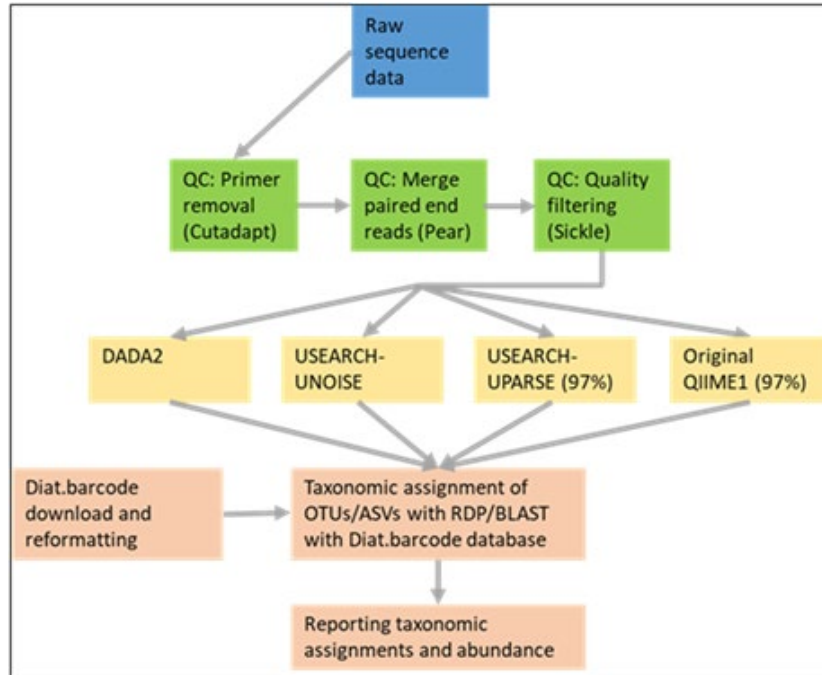 Raw
sequence
data
QC: Primer
removal
(Cutadapt)
QC: Merge
paired end
reads (Pear)
QC: Quality
filtering
(Sickle)
DADA2
USEARCH-
UNOISE
USEARCH-
UPARSE (97%)
Original
QIIME1 (97%)
Diat.barcode
download and
reformatting
Taxonomic assignment of
OTUs/ASVs with RDP/BLAST
with Diat.barcode database
Reporting taxonomic
assignments and abundance